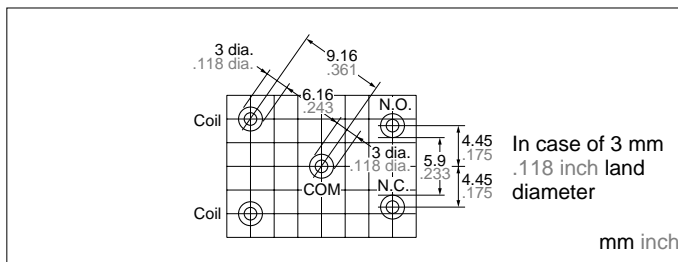 3 dia.
.118 dia.
9.16
.361
6.16
.243
N.O.
Coil
4.45
.175
In case of 3 mm
.118 inch land
diameter
3 dia.
.118 dia.
5.9
.233
COM
N.C.
4.45
.175
Coil
mm inch